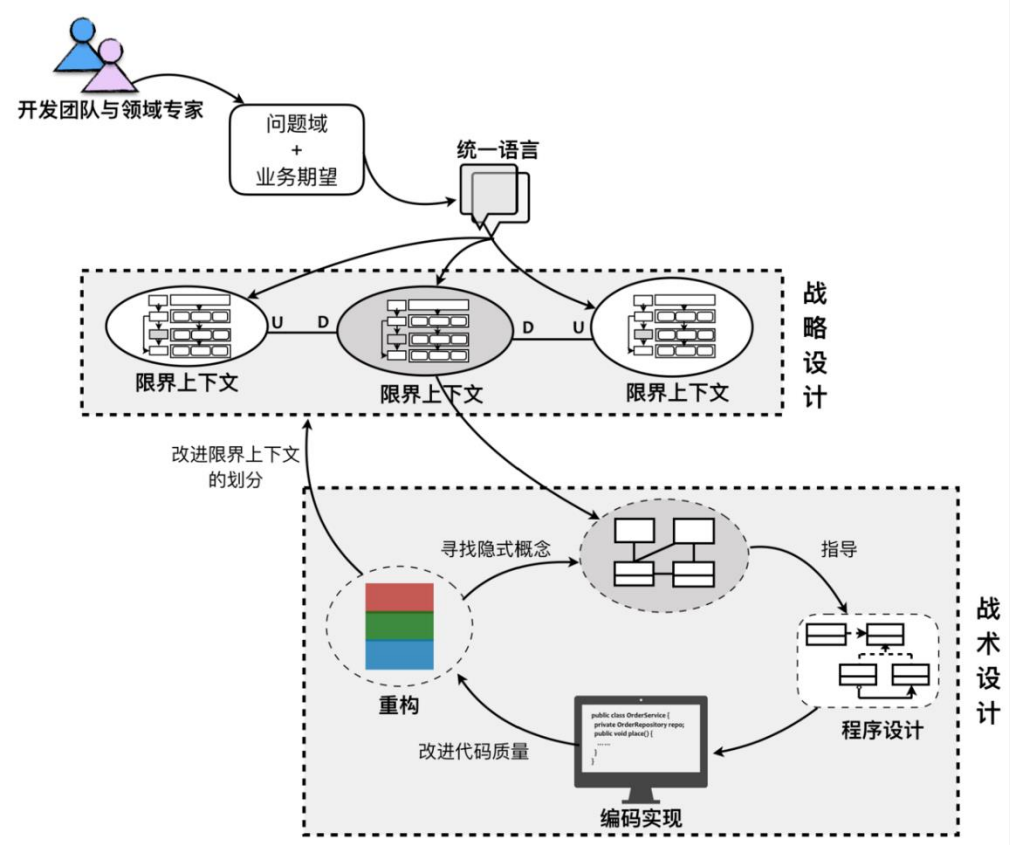 开发团队与领域专家
问题域
+
业务期望
统一语言
战略设计
U
D
D
U
限界上下文
限界上下文
限界上下文
改进限界上下文
的划分
寻找隐式概念
指导
战术设计
重构
程序设计
public class OrderService {
private OrderRepository repo;
public void place() {
......
}
}
改进代码质量
编码实现